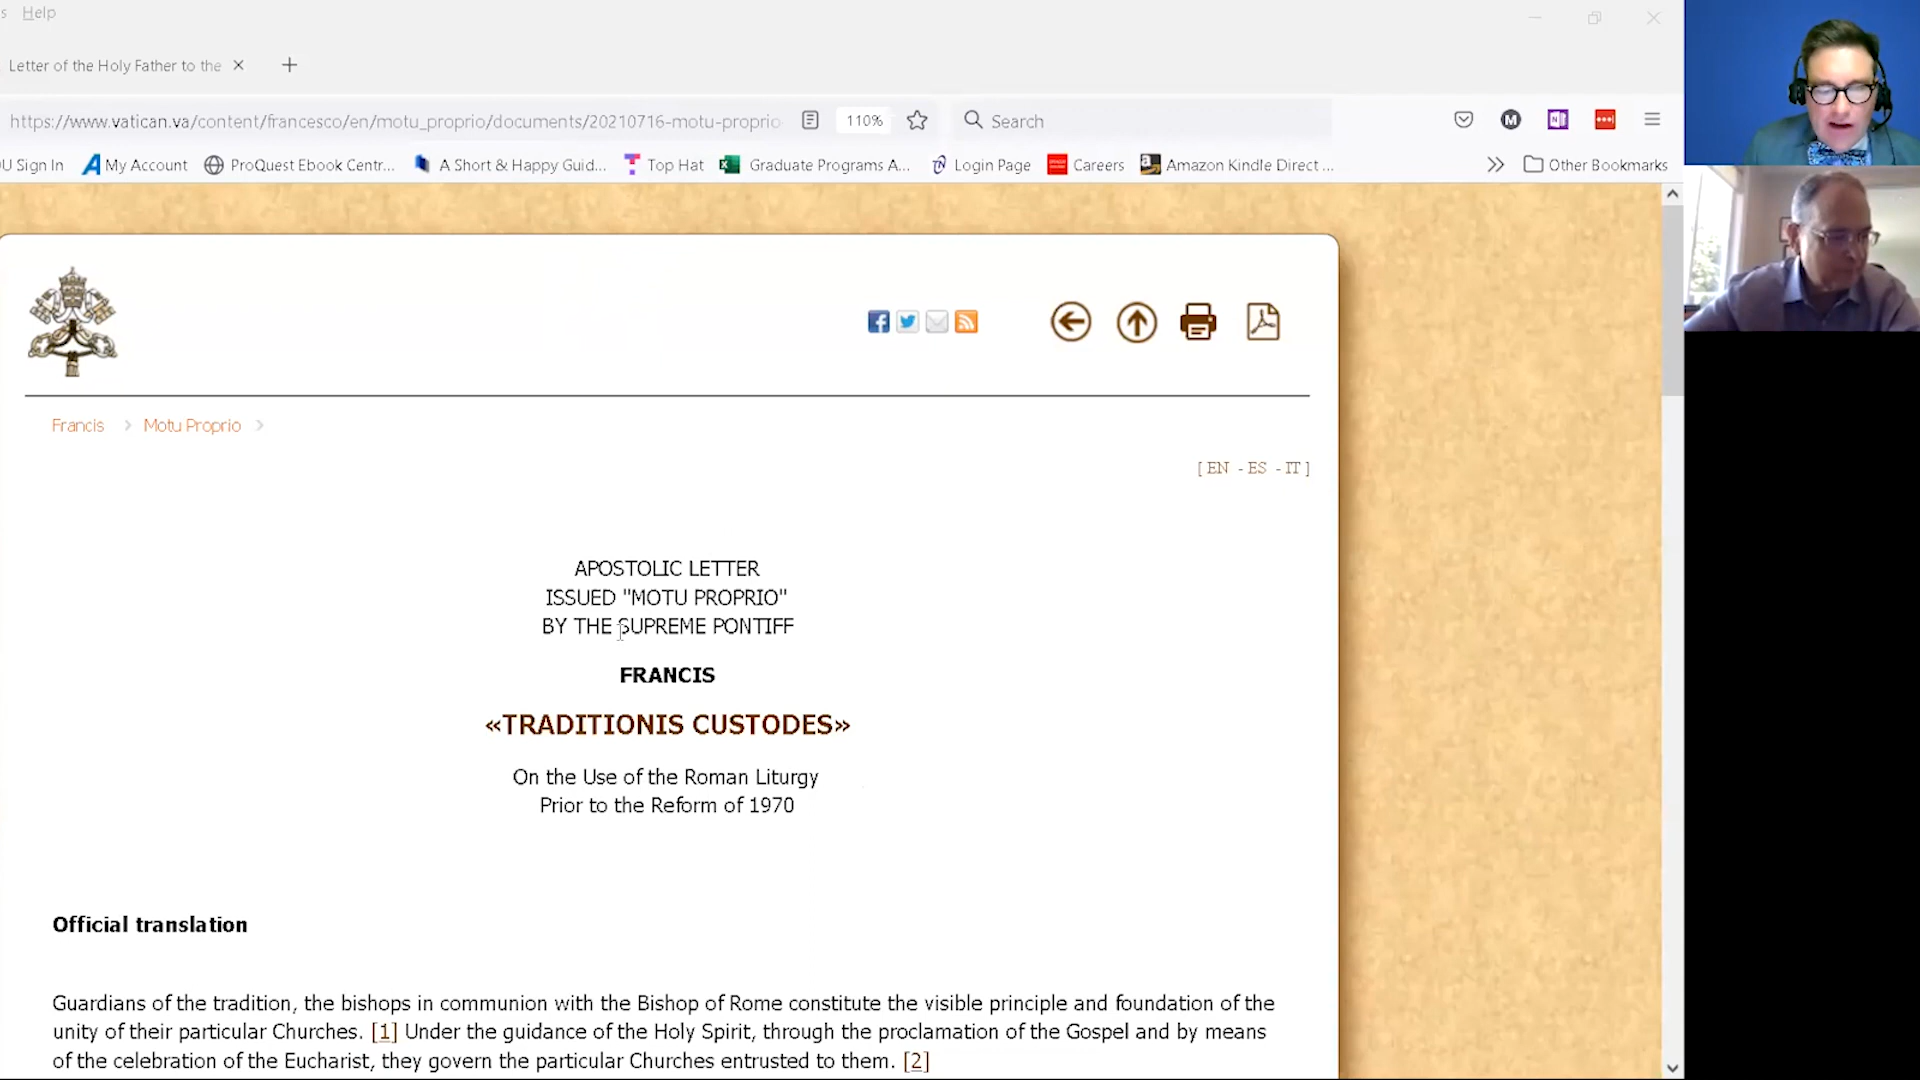 Help
Letter of the Holy Father to the
https://www.vatican.va/content/francesco/en/motu_proprio/documents/20210716-motu-proprio
110%
Search
M
U Sign In
My Account
ProQuest Ebook Centr...
A Short & Happy Guid...
Top Hat
Graduate Programs A...
Login Page
Careers
Amazon Kindle Direct ...
Other Bookmarks
Francis
Motu Proprio
[ EN - ES - IT ]
APOSTOLIC LETTER
ISSUED "MOTU PROPRIO"
BY THE SUPREME PONTIFF
FRANCIS
«TRADITIONIS CUSTODES»
On the Use of the Roman Liturgy
Prior to the Reform of 1970
Official translation
Guardians of the tradition, the bishops in communion with the Bishop of Rome constitute the visible principle and foundation of the
unity of their particular Churches. [1] Under the guidance of the Holy Spirit, through the proclamation of the Gospel and by means
of the celebration of the Eucharist, they govern the particular Churches entrusted to them. [2]